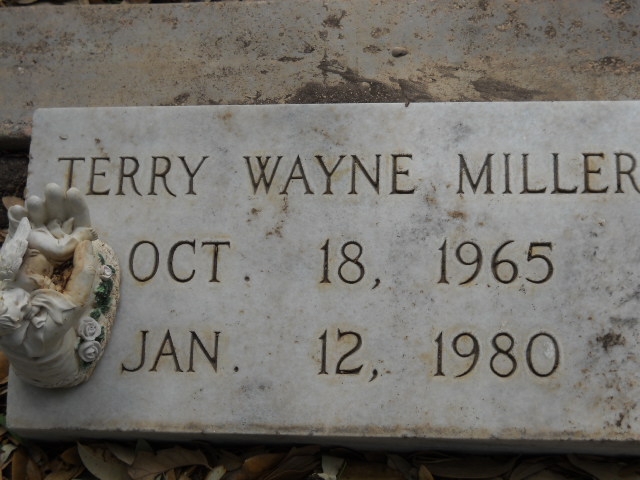 TERRY WAYNE MILLER
OCT. 18, 1965
JAN. 12, 1980